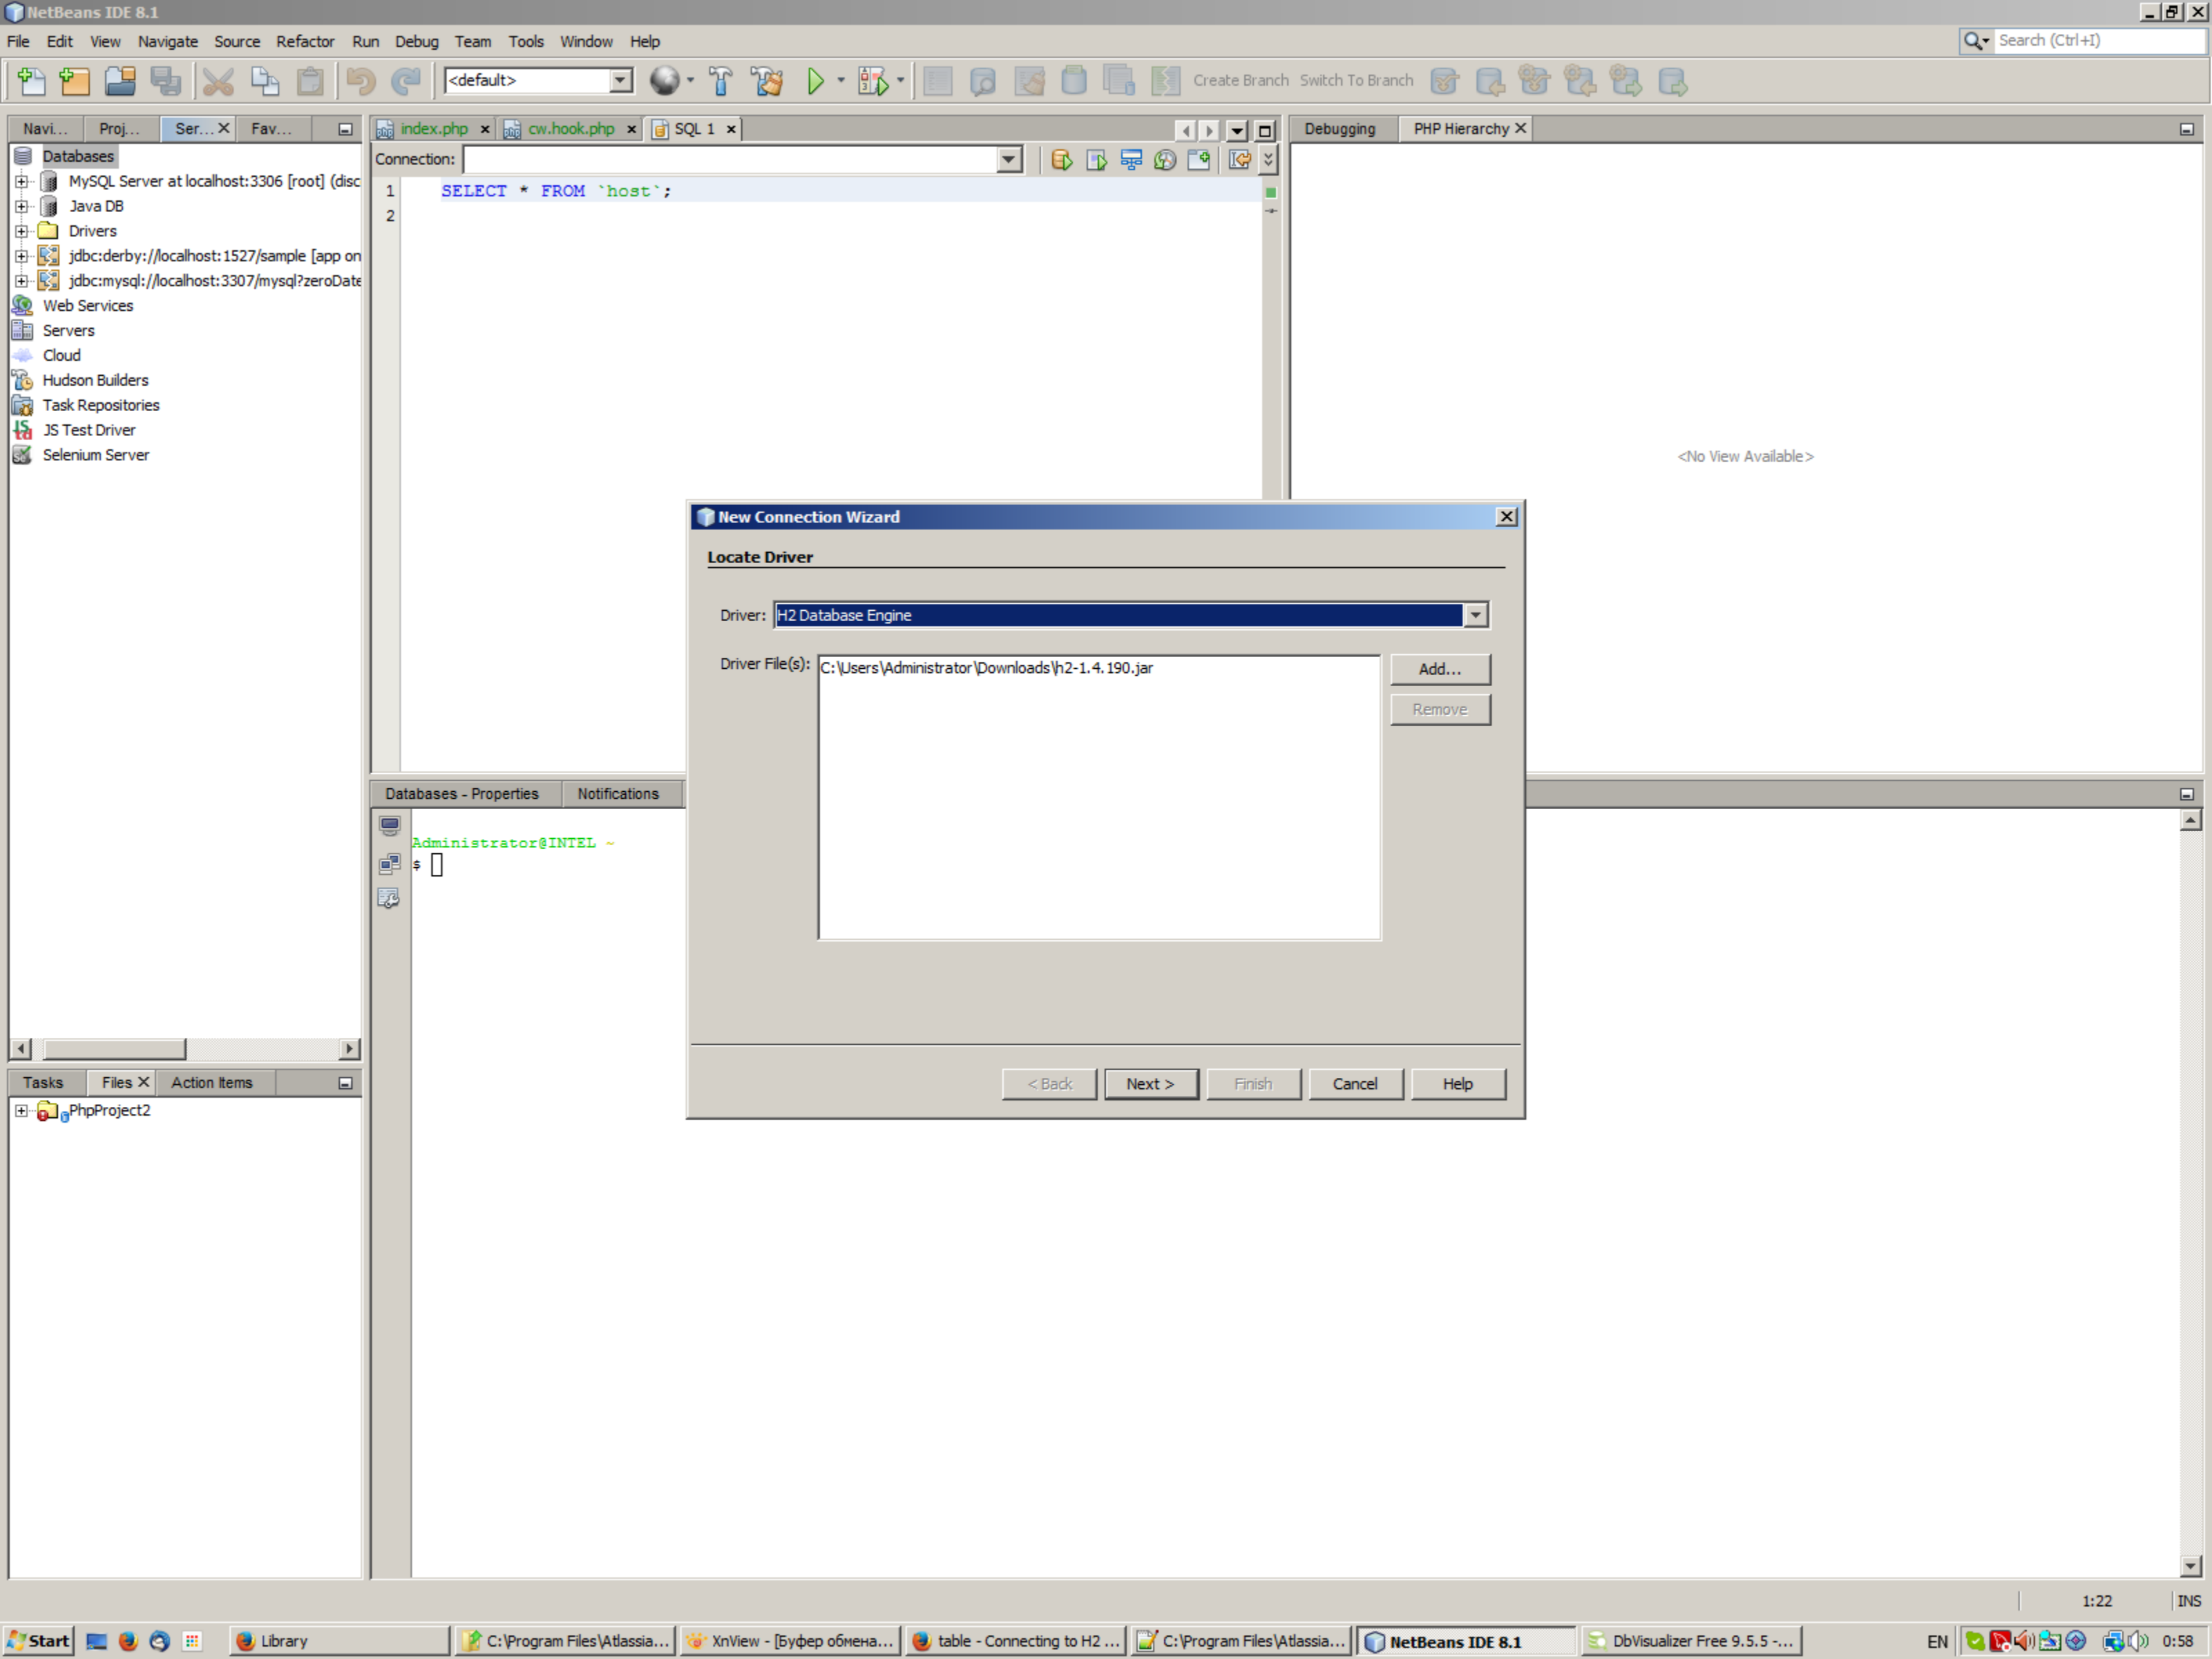 NetBeans IDE 8.1
File Edit View Navigate Source Refactor Run Debug Team Tools Window Help
Search (Ctrl+I)
<default>
Create Branch Switch To Branch
Navi... Proj... Ser... Fav...
Databases
MySQL Server at localhost:3306 [root] (disc
Java DB
Drivers
jdbc:derby://localhost:1527/sample [app on
jdbc:mysql://localhost:3307/mysql?zeroDate
Web Services
Servers
Cloud
Hudson Builders
Task Repositories
JS Test Driver
Selenium Server
index.php cw.hook.php SQL 1
Connection:
1 SELECT * FROM `host`;
2
Debugging PHP Hierarchy
<No View Available>
New Connection Wizard
Locate Driver
Driver: H2 Database Engine
Driver File(s): C:\Users\Administrator\Downloads\h2-1.4.190.jar
Add...
Remove
< Back Next > Finish Cancel Help
Databases - Properties Notifications
Administrator@INTEL ~
$
Tasks Files Action Items
PhpProject2
1:22 INS
Start Library C:\Program Files\Atlassia... XnView - [Буфер обмена... table - Connecting to H2 ... C:\Program Files\Atlassia... NetBeans IDE 8.1 DbVisualizer Free 9.5.5 -... EN 0:58